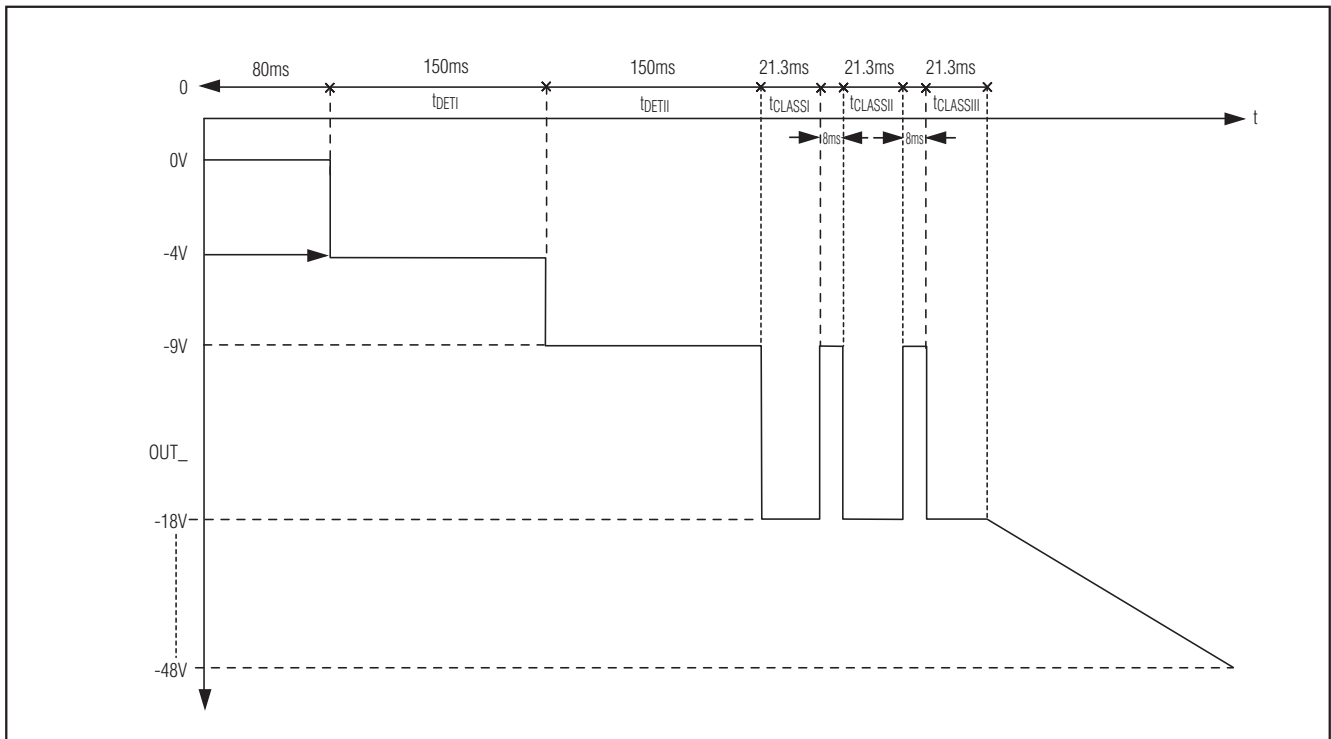 80ms 150ms 150ms 21.3ms 21.3ms 21.3ms
0
tDETI tDETII tCLASSI tCLASSII tCLASSIII
t
8ms 8ms
0V
-4V
-9V
OUT_
-18V
-48V